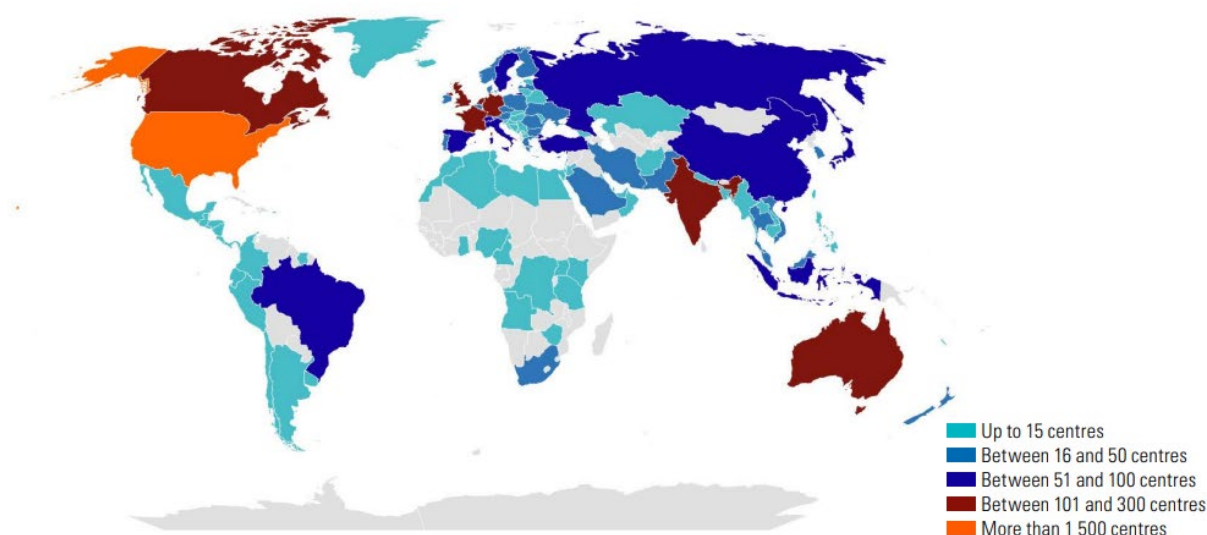 Up to 15 centres
Between 16 and 50 centres
Between 51 and 100 centres
Between 101 and 300 centres
More than 1 500 centres